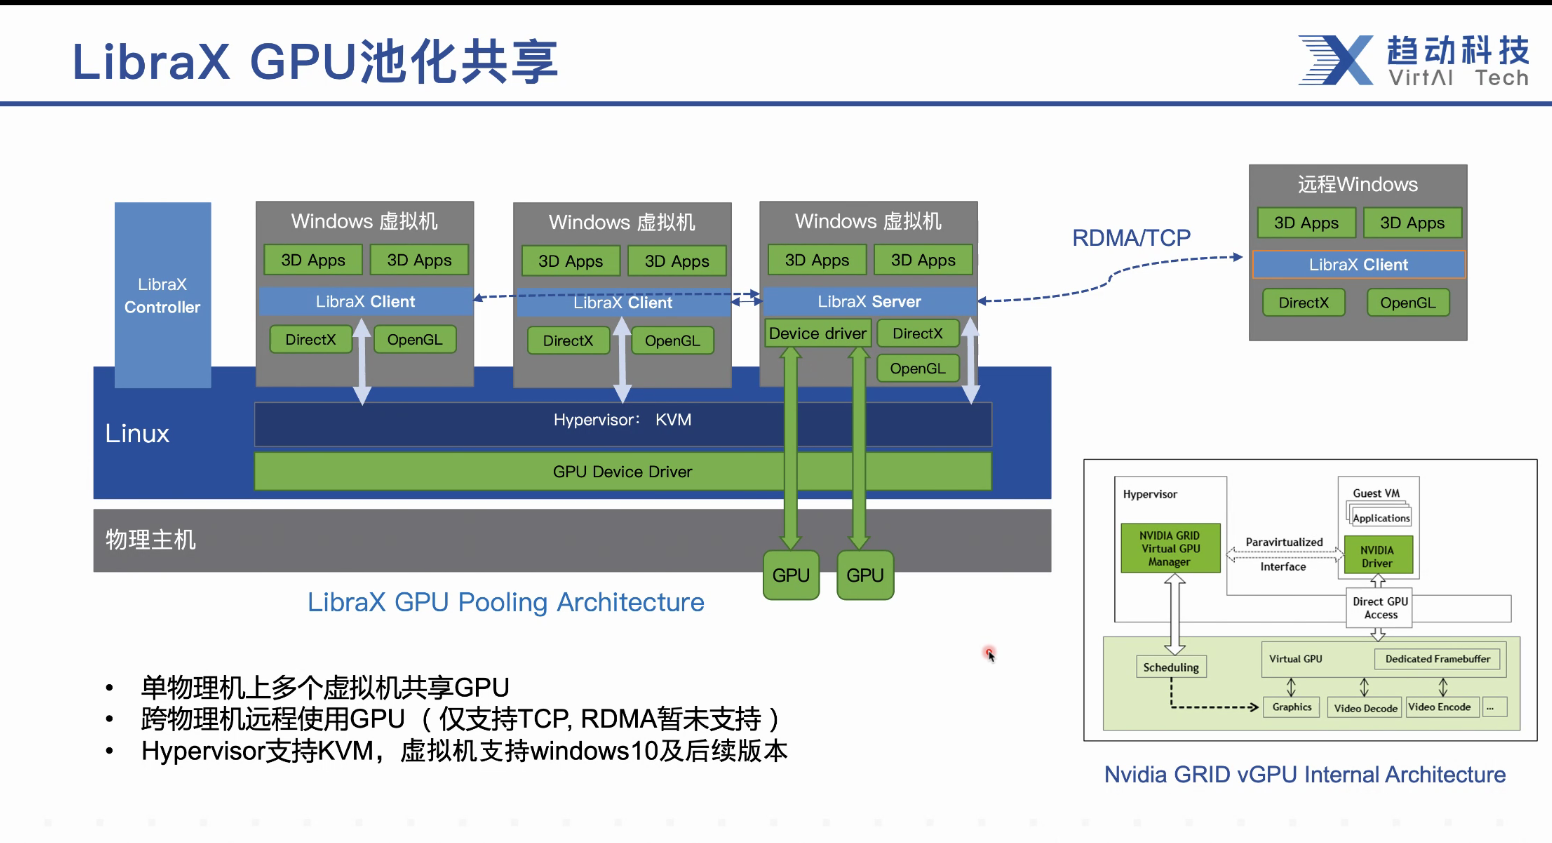 LibraX GPU池化共享
趋动科技
VirtΛI Tech
LibraX
Controller
Windows 虚拟机
3D Apps
3D Apps
LibraX Client
DirectX
OpenGL
Windows 虚拟机
3D Apps
3D Apps
LibraX Client
DirectX
OpenGL
Windows 虚拟机
3D Apps
3D Apps
LibraX Server
Device driver
DirectX
OpenGL
RDMA/TCP
远程Windows
3D Apps
3D Apps
LibraX Client
DirectX
OpenGL
Linux
Hypervisor: KVM
GPU Device Driver
物理主机
GPU
GPU
LibraX GPU Pooling Architecture
• 单物理机上多个虚拟机共享GPU
• 跨物理机远程使用GPU（仅支持TCP, RDMA暂未支持）
• Hypervisor支持KVM，虚拟机支持windows10及后续版本
Hypervisor
NVIDIA GRID
Virtual GPU
Manager
Paravirtualized
Interface
Guest VM
Applications
NVIDIA
Driver
Direct GPU
Access
Scheduling
Virtual GPU
Dedicated Framebuffer
Graphics
Video Decode
Video Encode
...
Nvidia GRID vGPU Internal Architecture